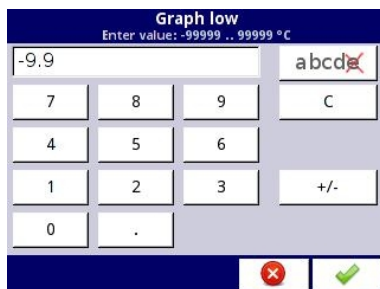 Graph low
Enter value: -99999 .. 99999 °C
-9.9
abcde
7 8 9 C
4 5 6
1 2 3 +/-
0 .